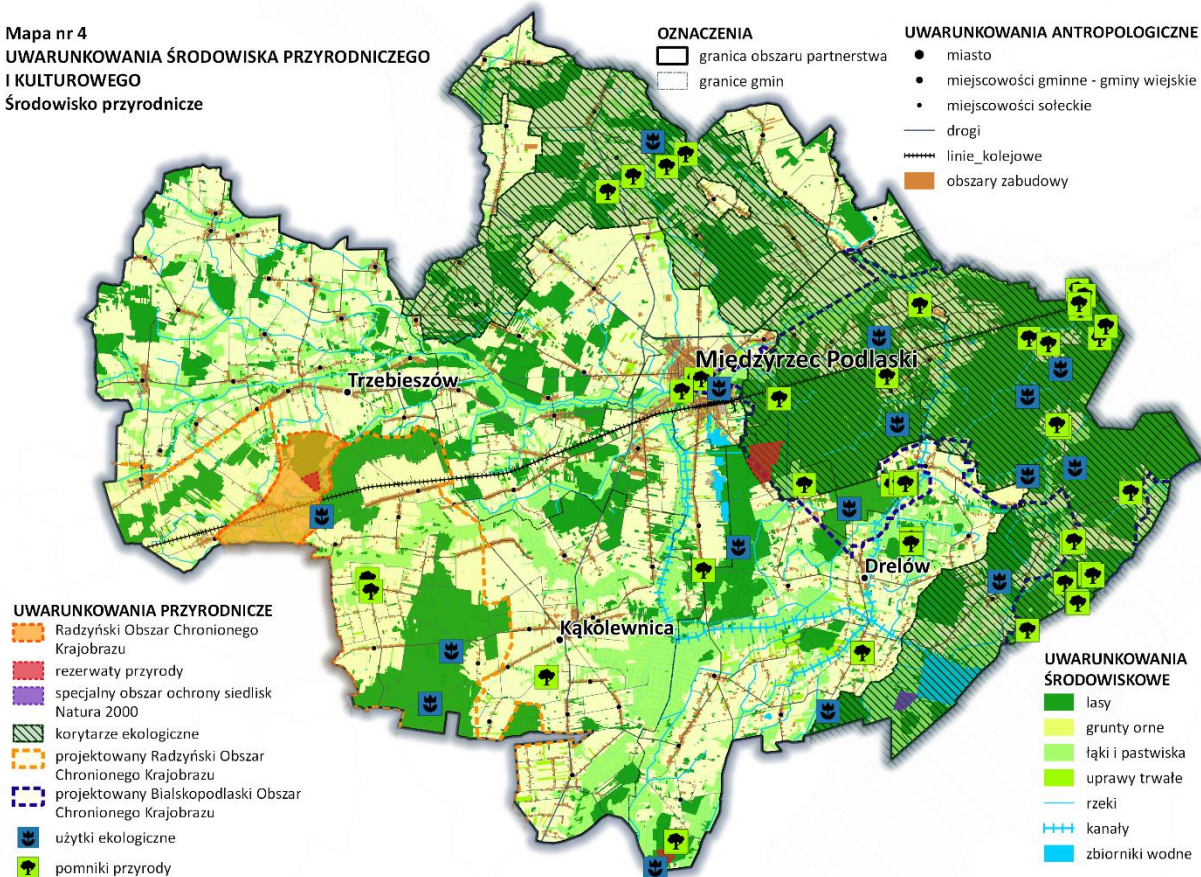 Mapa nr 4
UWARUNKOWANIA ŚRODOWISKA PRZYRODNICZEGO
I KULTUROWEGO
Środowisko przyrodnicze
OZNACZENIA
granica obszaru partnerstwa
granice gmin
UWARUNKOWANIA ANTROPOLOGICZNE
miasto
miejscowości gminne - gminy wiejskie
miejscowości sołeckie
drogi
linie_kolejowe
obszary zabudowy
Międzyrzec Podlaski
Trzebieszów
Drelów
Kąkolewnica
UWARUNKOWANIA PRZYRODNICZE
Radzyński Obszar Chronionego
Krajobrazu
rezerwaty przyrody
specjalny obszar ochrony siedlisk
Natura 2000
korytarze ekologiczne
projektowany Radzyński Obszar
Chronionego Krajobrazu
projektowany Bialskopodlaski Obszar
Chronionego Krajobrazu
użytki ekologiczne
pomniki przyrody
UWARUNKOWANIA
ŚRODOWISKOWE
lasy
grunty orne
łąki i pastwiska
uprawy trwałe
rzeki
kanały
zbiorniki wodne